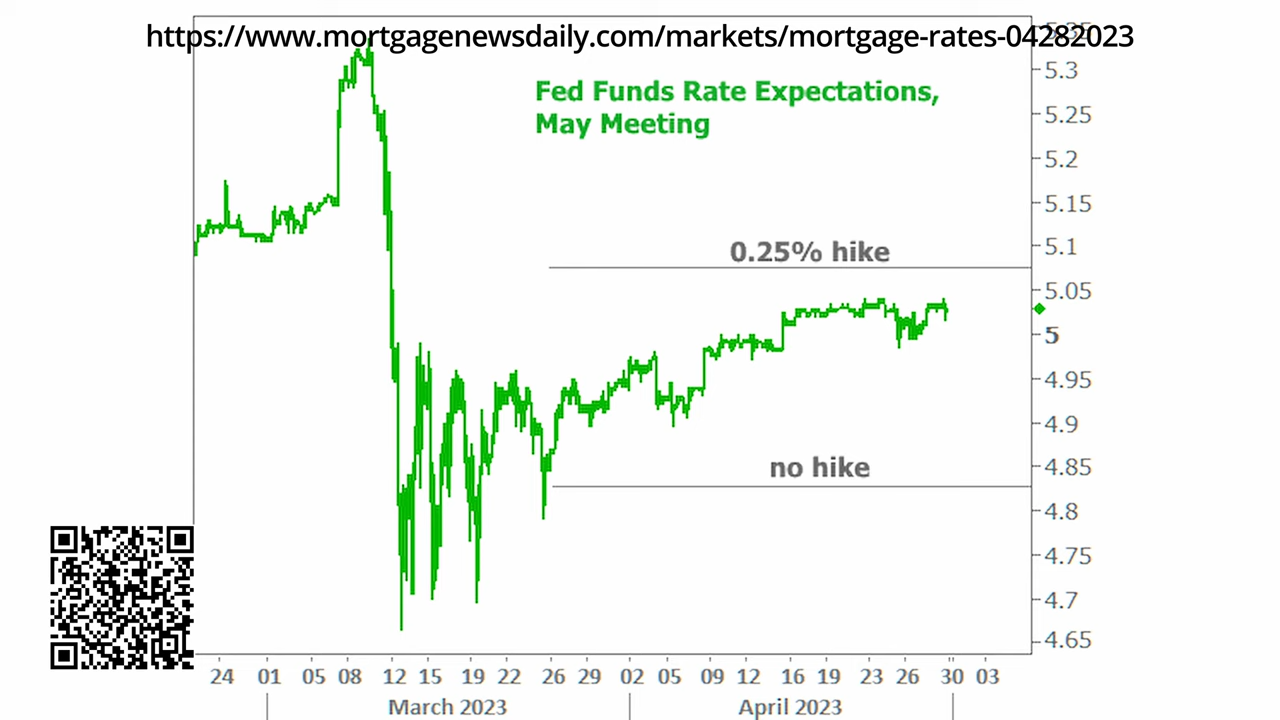 https://www.mortgagenewsdaily.com/markets/mortgage-rates-04282023
5.35
5.3
Fed Funds Rate Expectations,
May Meeting
5.25
5.2
5.15
5.1
0.25% hike
5.05
5
4.95
4.9
4.85
no hike
4.8
4.75
4.7
4.65
24 01 05 08 12 15 19 22 26 29 02 05 09 12 16 19 23 26 30 03
March 2023 April 2023